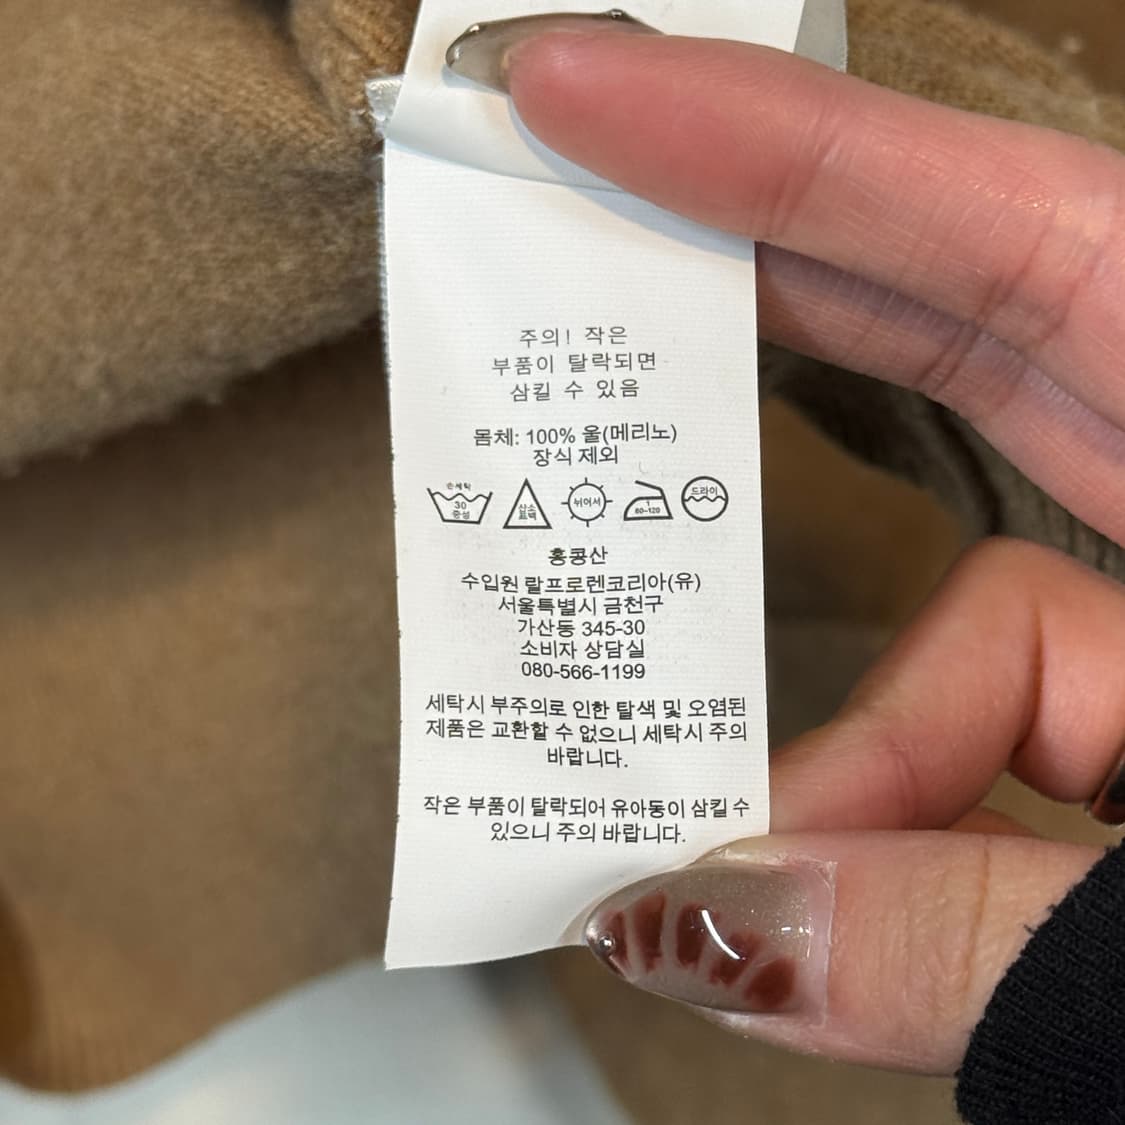 주의! 작은
부품이 탈락되면
삼킬 수 있음
몸체: 100% 울(메리노)
장식 제외
손세탁
30
중성
산소
표백
뉘어서
1
80~120
드라이
홍콩산
수입원 랄프로렌코리아(유)
서울특별시 금천구
가산동 345-30
소비자 상담실
080-566-1199
세탁시 부주의로 인한 탈색 및 오염된
제품은 교환할 수 없으니 세탁시 주의
바랍니다.
작은 부품이 탈락되어 유아동이 삼킬 수
있으니 주의 바랍니다.